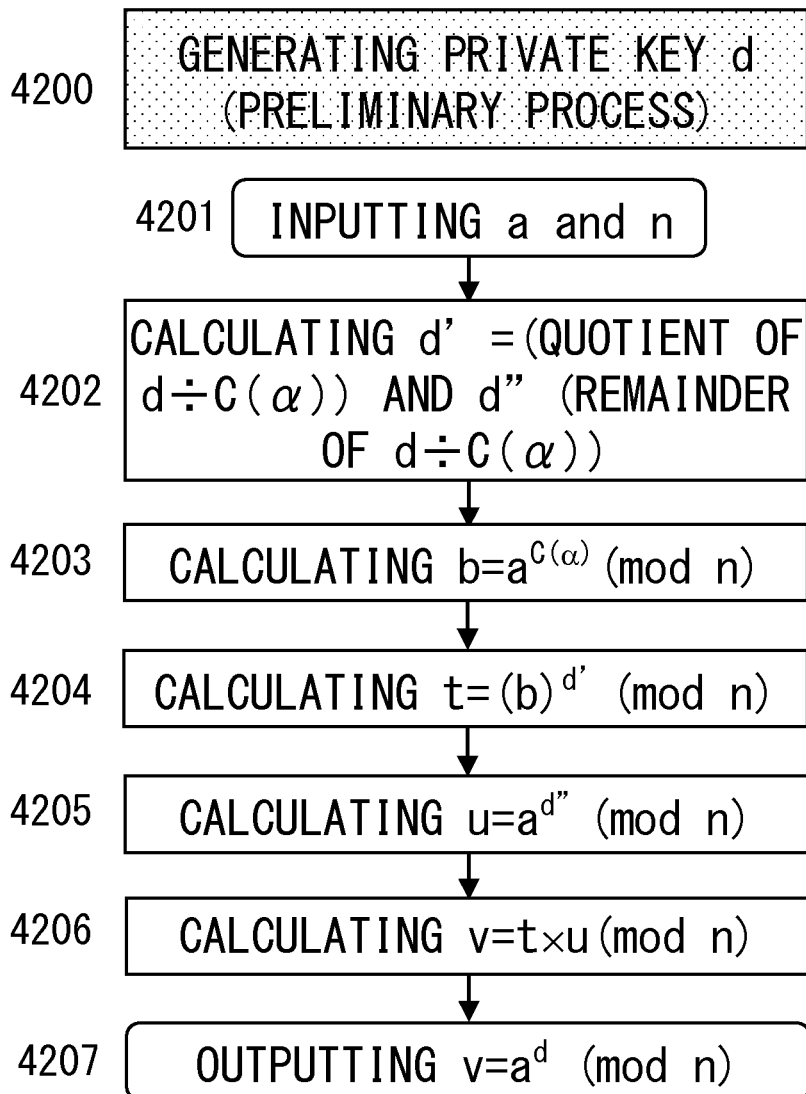 4200
GENERATING PRIVATE KEY d
(PRELIMINARY PROCESS)
4201
INPUTTING a and n
4202
CALCULATING d’ =(QUOTIENT OF
d÷C(α)) AND d” (REMAINDER
OF d÷C(α))
4203
CALCULATING b=a^C(α) (mod n)
4204
CALCULATING t=(b)^d’ (mod n)
4205
CALCULATING u=a^d” (mod n)
4206
CALCULATING v=t×u(mod n)
4207
OUTPUTTING v=a^d (mod n)